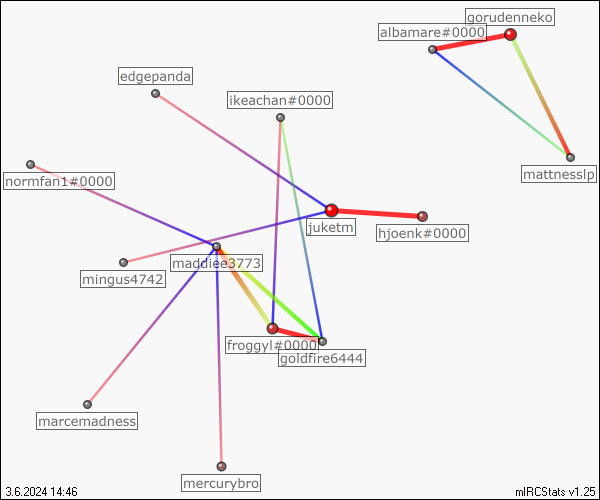 gorudenneko
albamare#0000
edgepanda
ikeachan#0000
mattnesslp
normfan1#0000
juketm
hjoenk#0000
maddiee3773
mingus4742
froggyl#0000
goldfire6444
marcemadness
mercurybro
3.6.2024 14:46
mIRCStats v1.25